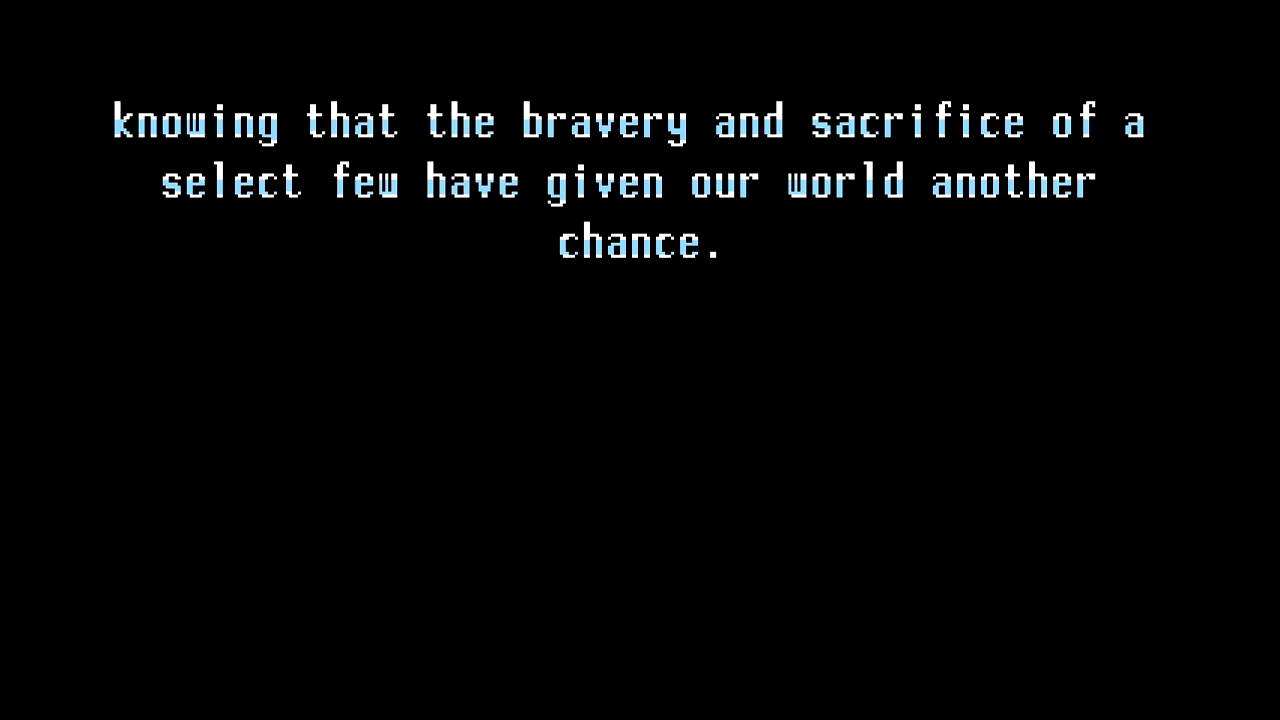 knowing that the bravery and sacrifice of a
select few have given our world another
chance.